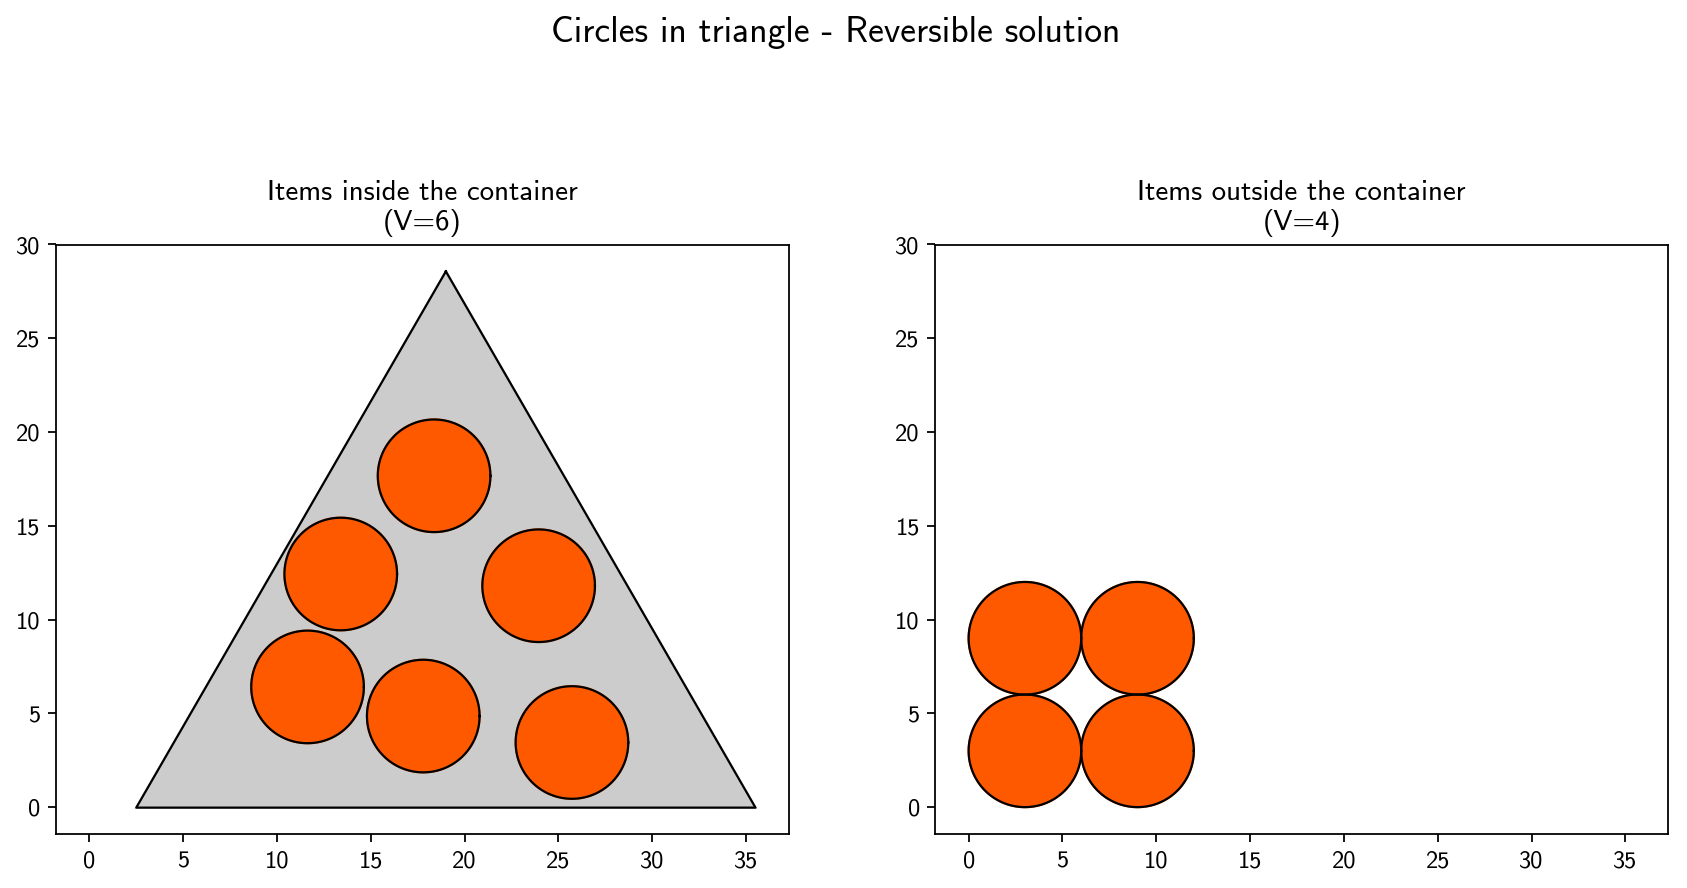 Circles in triangle - Reversible solution
Items inside the container
(V=6)
30
25
20
15
10
5
0
0 5 10 15 20 25 30 35
Items outside the container
(V=4)
30
25
20
15
10
5
0
0 5 10 15 20 25 30 35